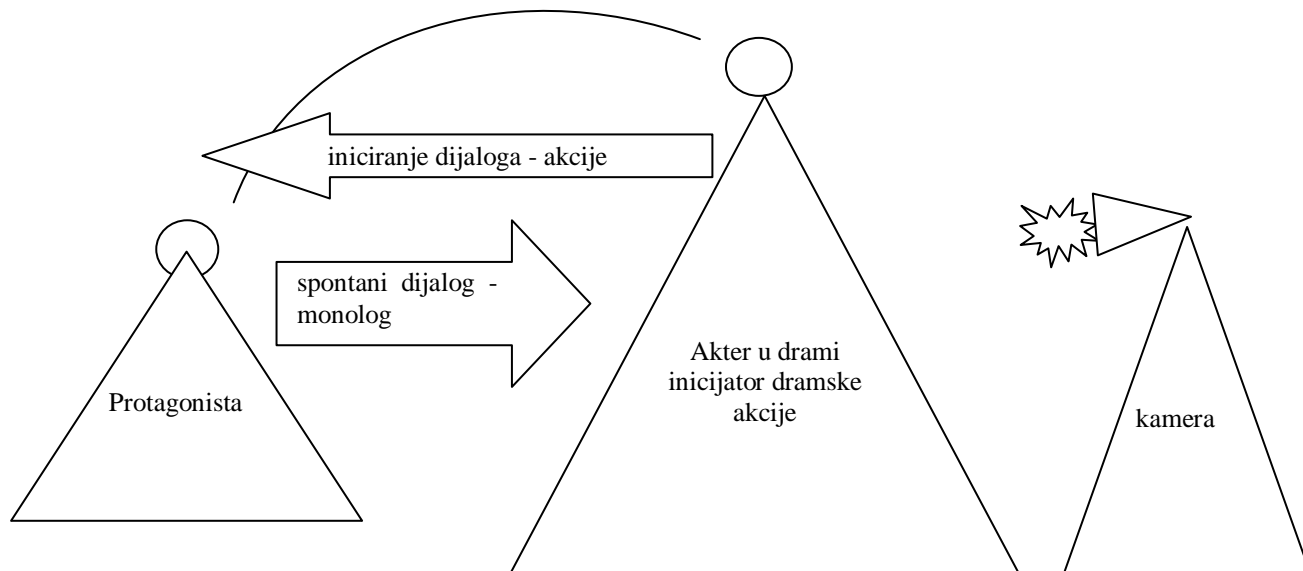 iniciranje dijaloga - akcije
spontani dijalog -
monolog
Protagonista
Akter u drami
inicijator dramske
akcije
kamera